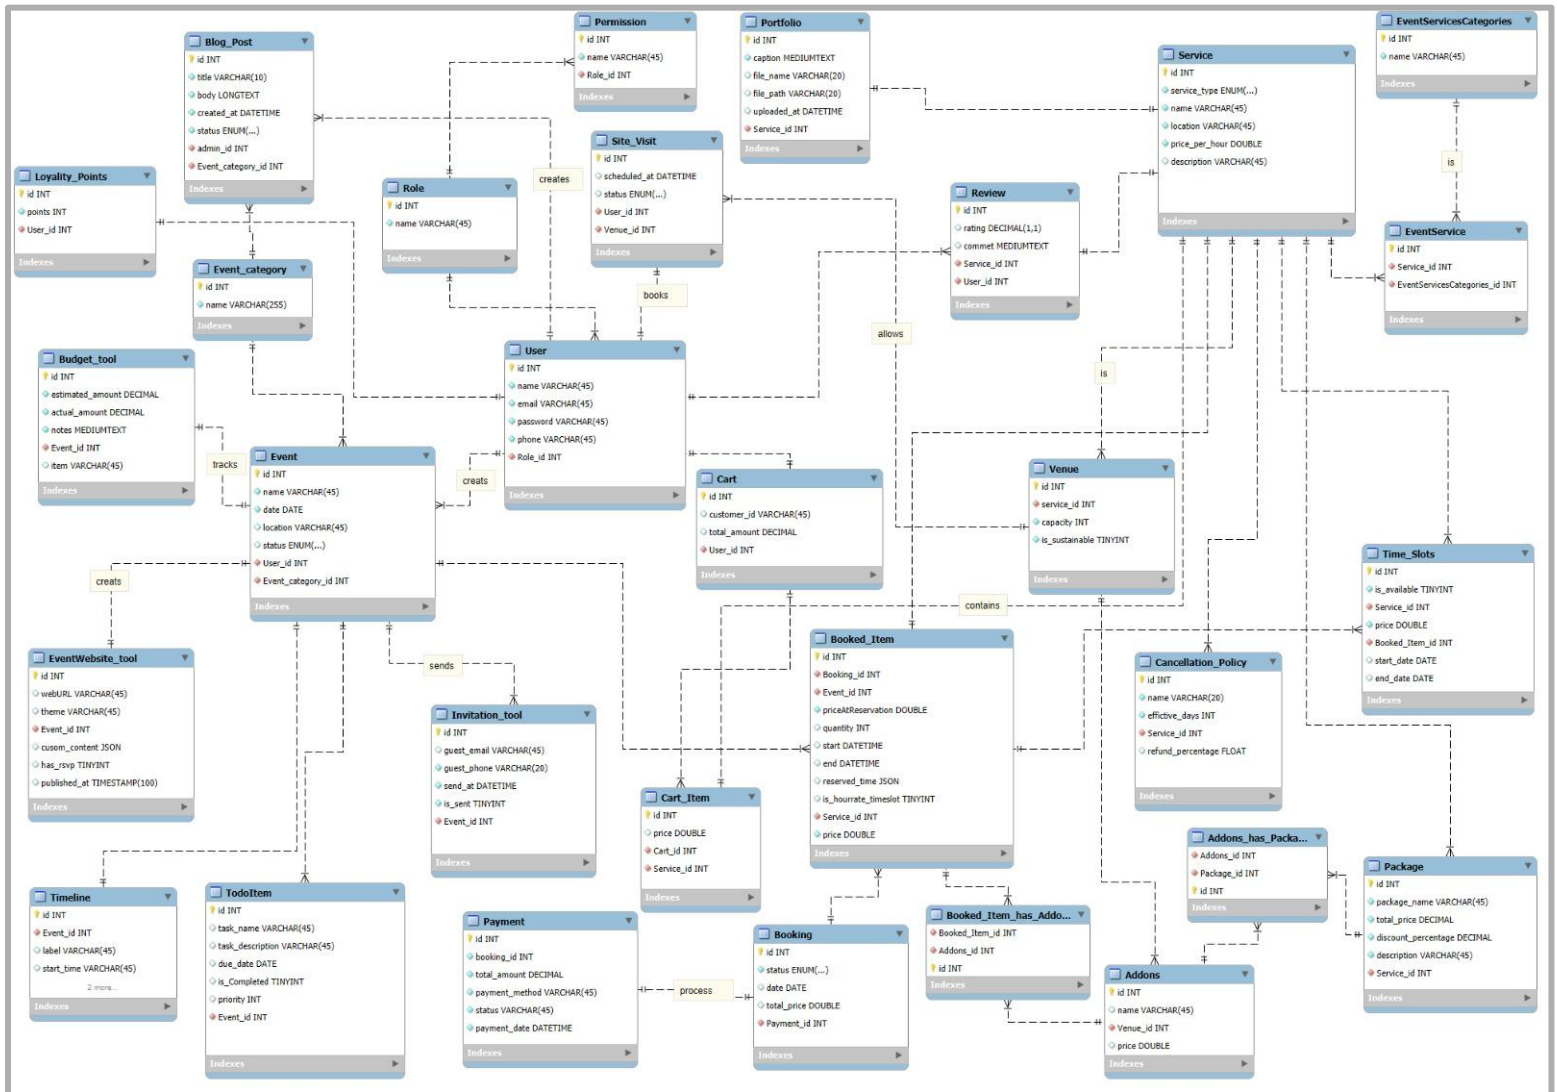 Blog_Post
id INT
title VARCHAR(10)
body LONGTEXT
created_at DATETIME
status ENUM(...)
admin_id INT
Event_category_id INT
Indexes
Permission
id INT
name VARCHAR(45)
Role_id INT
Indexes
Portfolio
id INT
caption MEDIUMTEXT
file_name VARCHAR(20)
file_path VARCHAR(20)
uploaded_at DATETIME
Service_id INT
Indexes
Service
id INT
service_type ENUM(...)
name VARCHAR(45)
location VARCHAR(45)
price_per_hour DOUBLE
description VARCHAR(45)
Indexes
EventServicesCategories
id INT
name VARCHAR(45)
Indexes
is
Loyality_Points
id INT
points INT
User_id INT
Indexes
creates
Role
id INT
name VARCHAR(45)
Indexes
Site_Visit
id INT
scheduled_at DATETIME
status ENUM(...)
User_id INT
Venue_id INT
Indexes
books
Review
id INT
rating DECIMAL(1,1)
commet MEDIUMTEXT
Service_id INT
User_id INT
Indexes
EventService
id INT
Service_id INT
EventServicesCategories_id INT
Indexes
Event_category
id INT
name VARCHAR(255)
Indexes
allows
is
Budget_tool
id INT
estimated_amount DECIMAL
actual_amount DECIMAL
notes MEDIUMTEXT
Event_id INT
item VARCHAR(45)
Indexes
tracks
User
id INT
name VARCHAR(45)
email VARCHAR(45)
password VARCHAR(45)
phone VARCHAR(45)
Role_id INT
Indexes
Event
id INT
name VARCHAR(45)
date DATE
location VARCHAR(45)
status ENUM(...)
User_id INT
Event_category_id INT
Indexes
creats
Cart
id INT
customer_id VARCHAR(45)
total_amount DECIMAL
User_id INT
Indexes
Venue
id INT
service_id INT
capacity INT
is_sustainable TINYINT
Indexes
Time_Slots
id INT
is_available TINYINT
Service_id INT
price DOUBLE
Booked_Item_id INT
start_date DATE
end_date DATE
Indexes
creats
contains
EventWebsite_tool
id INT
webURL VARCHAR(45)
theme VARCHAR(45)
Event_id INT
cusom_content JSON
has_rsvp TINYINT
published_at TIMESTAMP(100)
Indexes
sends
Invitation_tool
id INT
guest_email VARCHAR(45)
guest_phone VARCHAR(20)
send_at DATETIME
is_sent TINYINT
Event_id INT
Indexes
Booked_Item
id INT
Booking_id INT
Event_id INT
priceAtReservation DOUBLE
quantity INT
start DATETIME
end DATETIME
reserved_time JSON
is_hourrate_timeslot TINYINT
Service_id INT
price DOUBLE
Indexes
Cancellation_Policy
id INT
name VARCHAR(20)
effictive_days INT
Service_id INT
refund_percentage FLOAT
Indexes
Cart_Item
id INT
price DOUBLE
Cart_id INT
Service_id INT
Indexes
Addons_has_Packa...
Addons_id INT
Package_id INT
id INT
Indexes
Package
id INT
package_name VARCHAR(45)
total_price DECIMAL
discount_percentage DECIMAL
description VARCHAR(45)
Service_id INT
Indexes
Timeline
id INT
Event_id INT
label VARCHAR(45)
start_time VARCHAR(45)
2 more...
Indexes
TodoItem
id INT
task_name VARCHAR(45)
task_description VARCHAR(45)
due_date DATE
is_Completed TINYINT
priority INT
Event_id INT
Indexes
Payment
id INT
booking_id INT
total_amount DECIMAL
payment_method VARCHAR(45)
status VARCHAR(45)
payment_date DATETIME
Indexes
process
Booking
id INT
status ENUM(...)
date DATE
total_price DOUBLE
Payment_id INT
Indexes
Booked_Item_has_Addo...
Booked_Item_id INT
Addons_id INT
id INT
Indexes
Addons
id INT
name VARCHAR(45)
Venue_id INT
price DOUBLE
Indexes